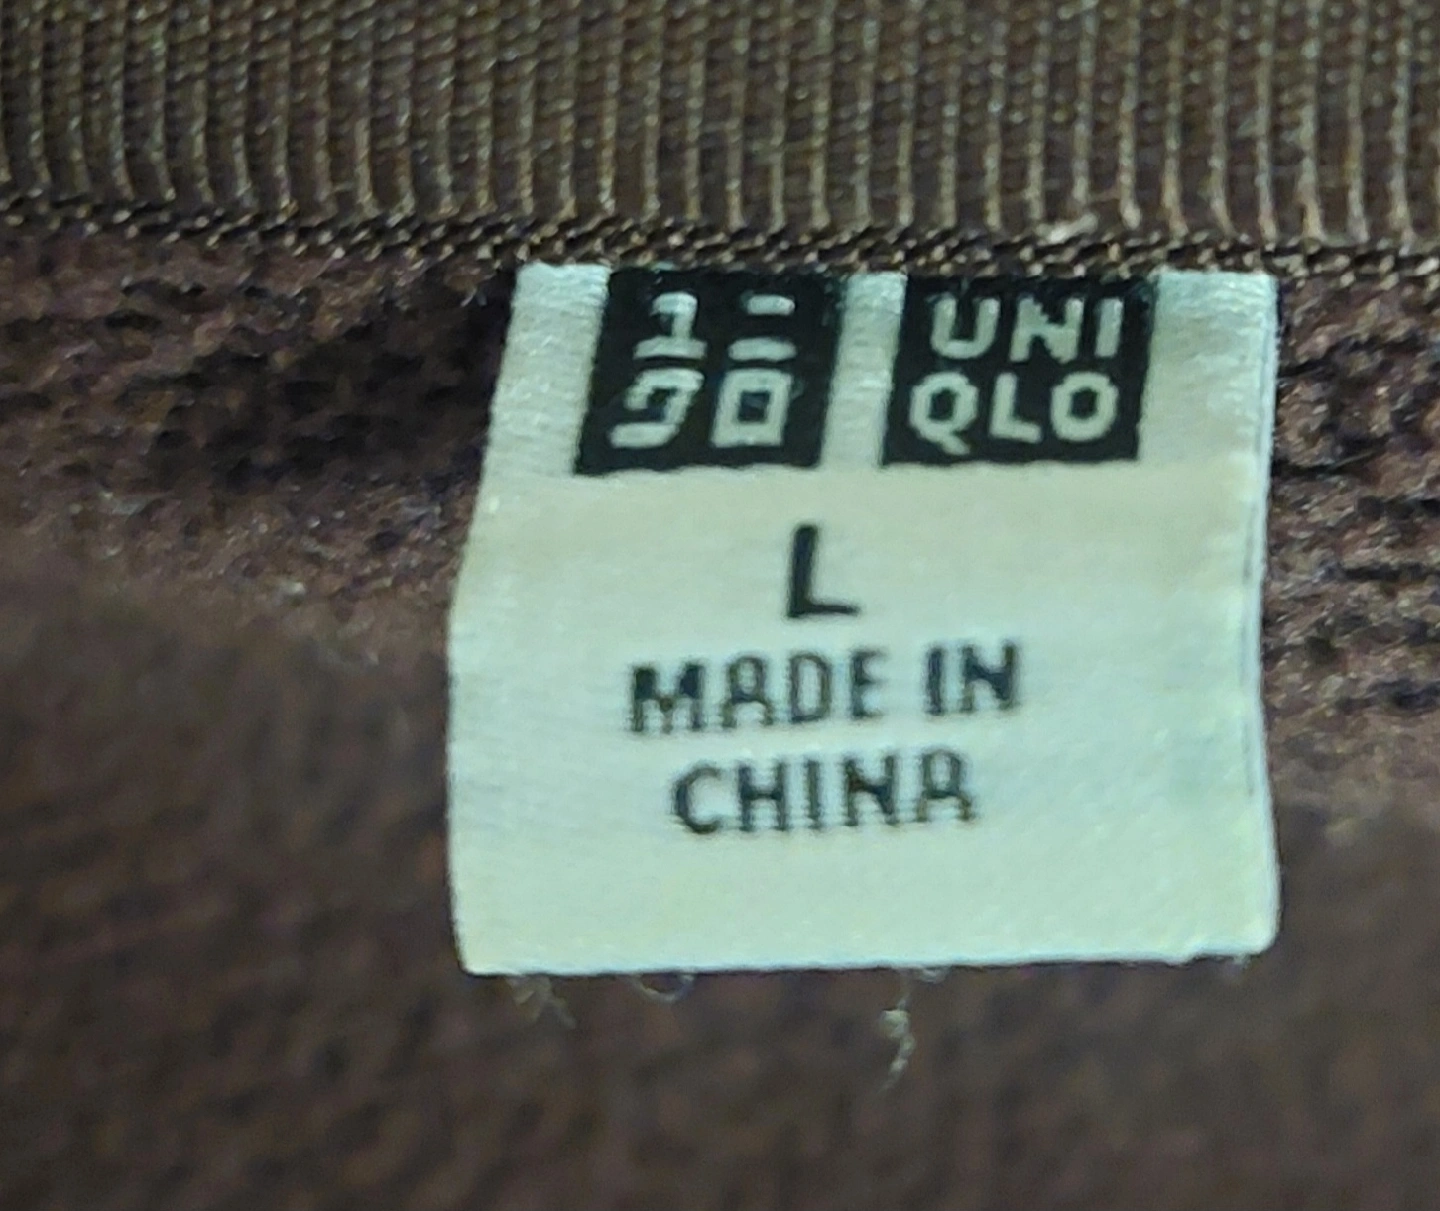 ユニ UNI
クロ QLO
L
MADE IN
CHINA